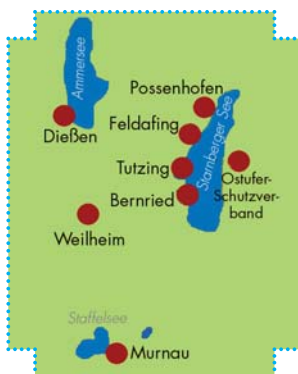 Ammersee
Possenhofen
Feldafing
Dießen
Starnberger See
Tutzing
Ostufer-
Schutzver-
band
Bernried
Weilheim
Staffelsee
Murnau